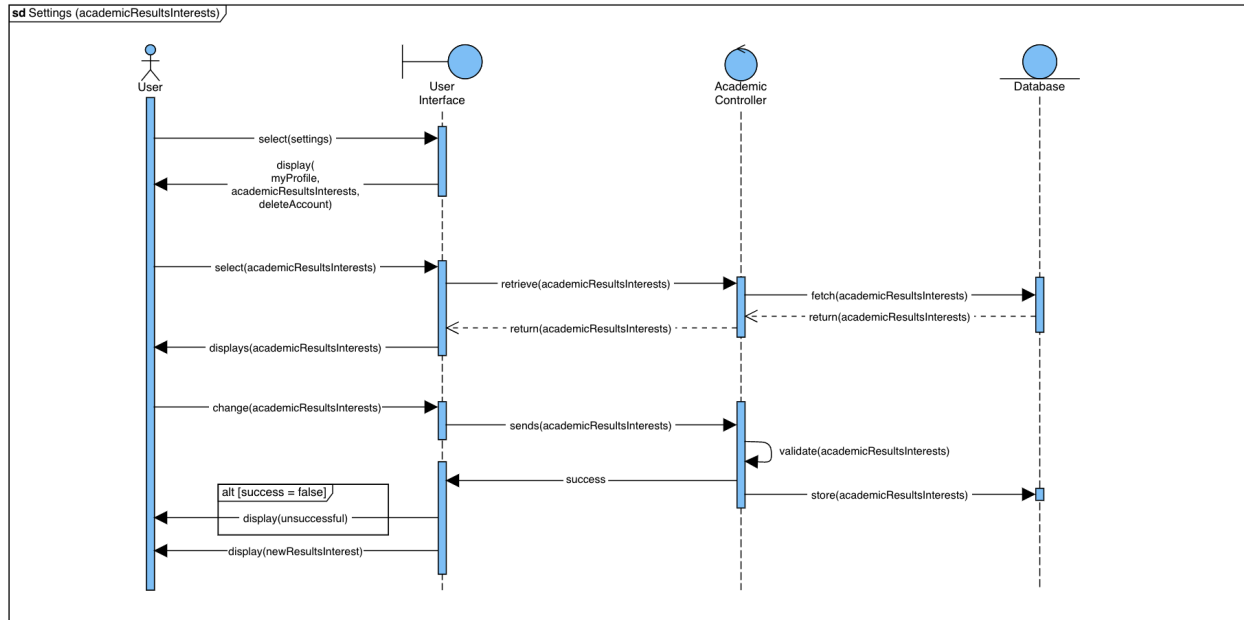 sd Settings (academicResultsInterests)
User
User
Interface
Academic
Controller
Database
select(settings)
display(
myProfile,
academicResultsInterests,
deleteAccount)
select(academicResultsInterests)
retrieve(academicResultsInterests)
fetch(academicResultsInterests)
return(academicResultsInterests)
return(academicResultsInterests)
displays(academicResultsInterests)
change(academicResultsInterests)
sends(academicResultsInterests)
validate(academicResultsInterests)
success
store(academicResultsInterests)
alt [success = false]
display(unsuccessful)
display(newResultsInterest)